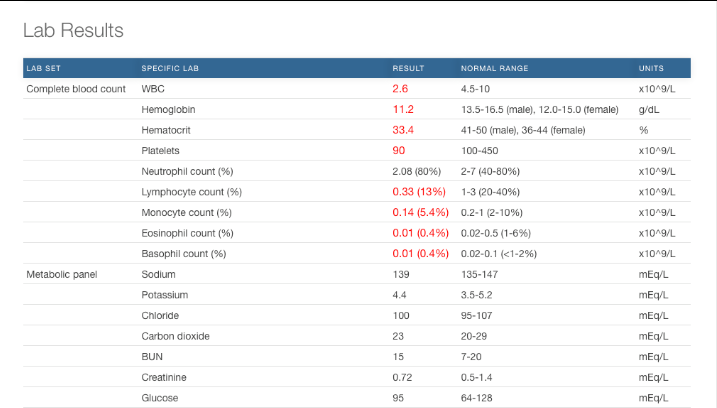 Lab Results
LAB SET SPECIFIC LAB RESULT NORMAL RANGE UNITS
Complete blood count WBC 2.6 4.5-10 x10^9/L
Hemoglobin 11.2 13.5-16.5 (male), 12.0-15.0 (female) g/dL
Hematocrit 33.4 41-50 (male), 36-44 (female) %
Platelets 90 100-450 x10^9/L
Neutrophil count (%) 2.08 (80%) 2-7 (40-80%) x10^9/L
Lymphocyte count (%) 0.33 (13%) 1-3 (20-40%) x10^9/L
Monocyte count (%) 0.14 (5.4%) 0.2-1 (2-10%) x10^9/L
Eosinophil count (%) 0.01 (0.4%) 0.02-0.5 (1-6%) x10^9/L
Basophil count (%) 0.01 (0.4%) 0.02-0.1 (<1-2%) x10^9/L
Metabolic panel Sodium 139 135-147 mEq/L
Potassium 4.4 3.5-5.2 mEq/L
Chloride 100 95-107 mEq/L
Carbon dioxide 23 20-29 mEq/L
BUN 15 7-20 mEq/L
Creatinine 0.72 0.5-1.4 mEq/L
Glucose 95 64-128 mEq/L